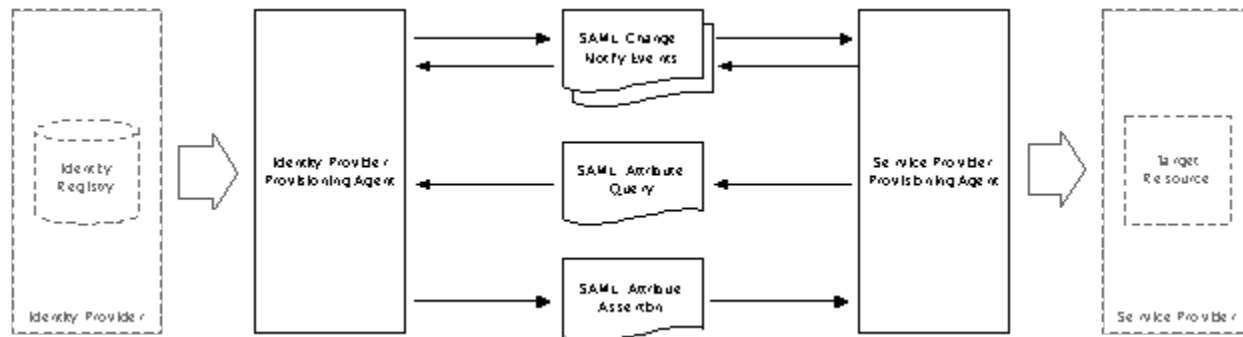 SAML Change
Notify Events
Identity
Registry
Identity Provider
Provisioning Agent
SAML Attribute
Query
Service Provider
Provisioning Agent
Target
Resource
SAML Attribute
Assertion
Identity Provider
Service Provider